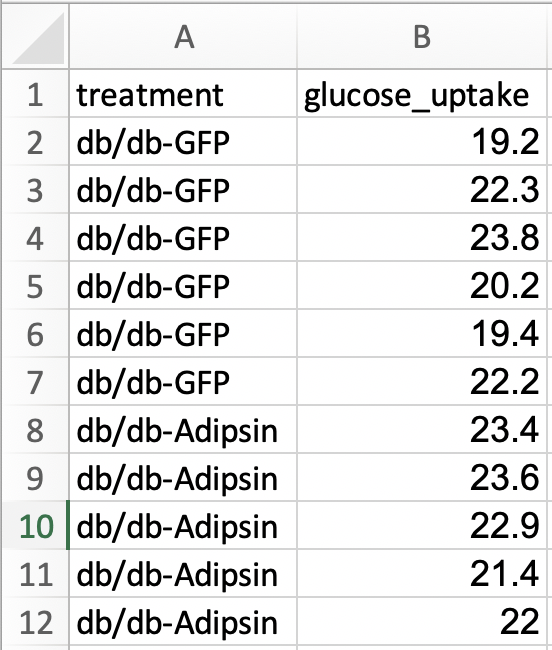 A B
1 treatment glucose_uptake
2 db/db-GFP 19.2
3 db/db-GFP 22.3
4 db/db-GFP 23.8
5 db/db-GFP 20.2
6 db/db-GFP 19.4
7 db/db-GFP 22.2
8 db/db-Adipsin 23.4
9 db/db-Adipsin 23.6
10 db/db-Adipsin 22.9
11 db/db-Adipsin 21.4
12 db/db-Adipsin 22